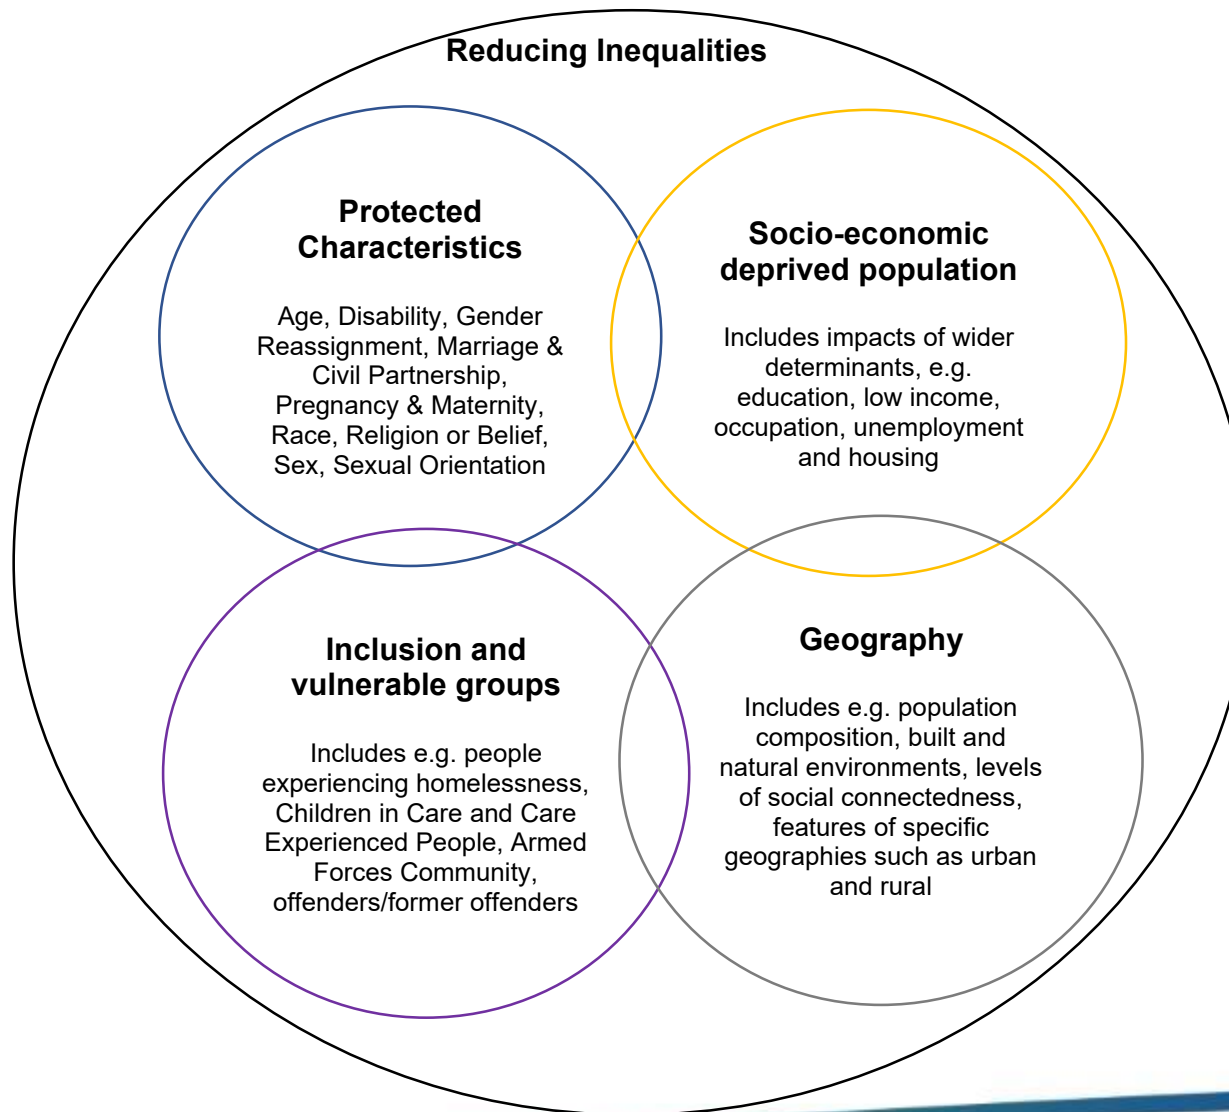 Reducing Inequalities
Protected
Characteristics
Age, Disability, Gender
Reassignment, Marriage &
Civil Partnership,
Pregnancy & Maternity,
Race, Religion or Belief,
Sex, Sexual Orientation
Socio-economic
deprived population
Includes impacts of wider
determinants, e.g.
education, low income,
occupation, unemployment
and housing
Inclusion and
vulnerable groups
Includes e.g. people
experiencing homelessness,
Children in Care and Care
Experienced People, Armed
Forces Community,
offenders/former offenders
Geography
Includes e.g. population
composition, built and
natural environments, levels
of social connectedness,
features of specific
geographies such as urban
and rural